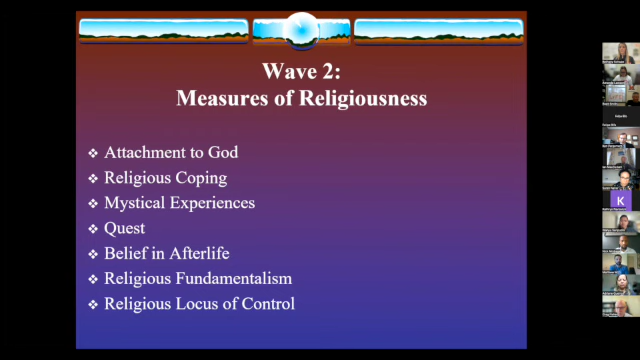 Wave 2:
Measures of Religiousness
❖ Attachment to God
❖ Religious Coping
❖ Mystical Experiences
❖ Quest
❖ Belief in Afterlife
❖ Religious Fundamentalism
❖ Religious Locus of Control
K